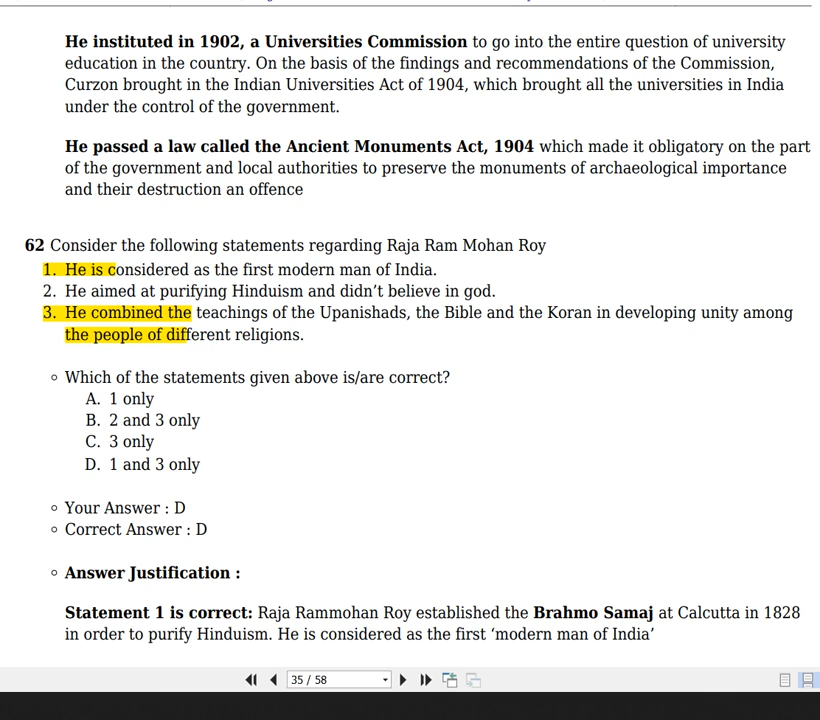 He instituted in 1902, a Universities Commission to go into the entire question of university
education in the country. On the basis of the findings and recommendations of the Commission,
Curzon brought in the Indian Universities Act of 1904, which brought all the universities in India
under the control of the government.
He passed a law called the Ancient Monuments Act, 1904 which made it obligatory on the part
of the government and local authorities to preserve the monuments of archaeological importance
and their destruction an offence
62 Consider the following statements regarding Raja Ram Mohan Roy
1. He is considered as the first modern man of India.
2. He aimed at purifying Hinduism and didn’t believe in god.
3. He combined the teachings of the Upanishads, the Bible and the Koran in developing unity among
the people of different religions.
Which of the statements given above is/are correct?
A. 1 only
B. 2 and 3 only
C. 3 only
D. 1 and 3 only
Your Answer : D
Correct Answer : D
Answer Justification :
Statement 1 is correct: Raja Rammohan Roy established the Brahmo Samaj at Calcutta in 1828
in order to purify Hinduism. He is considered as the first ‘modern man of India’
35 / 58